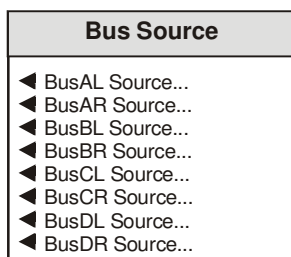 Bus Source
◀ BusAL Source...
◀ BusAR Source...
◀ BusBL Source...
◀ BusBR Source...
◀ BusCL Source...
◀ BusCR Source...
◀ BusDL Source...
◀ BusDR Source...